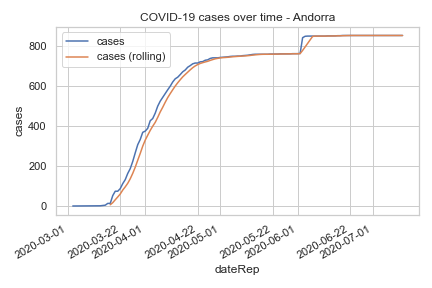 COVID-19 cases over time - Andorra
cases
cases (rolling)
cases
800
600
400
200
0
2020-03-01
2020-03-22
2020-04-01
2020-04-22
2020-05-01
2020-05-22
2020-06-01
2020-06-22
2020-07-01
dateRep